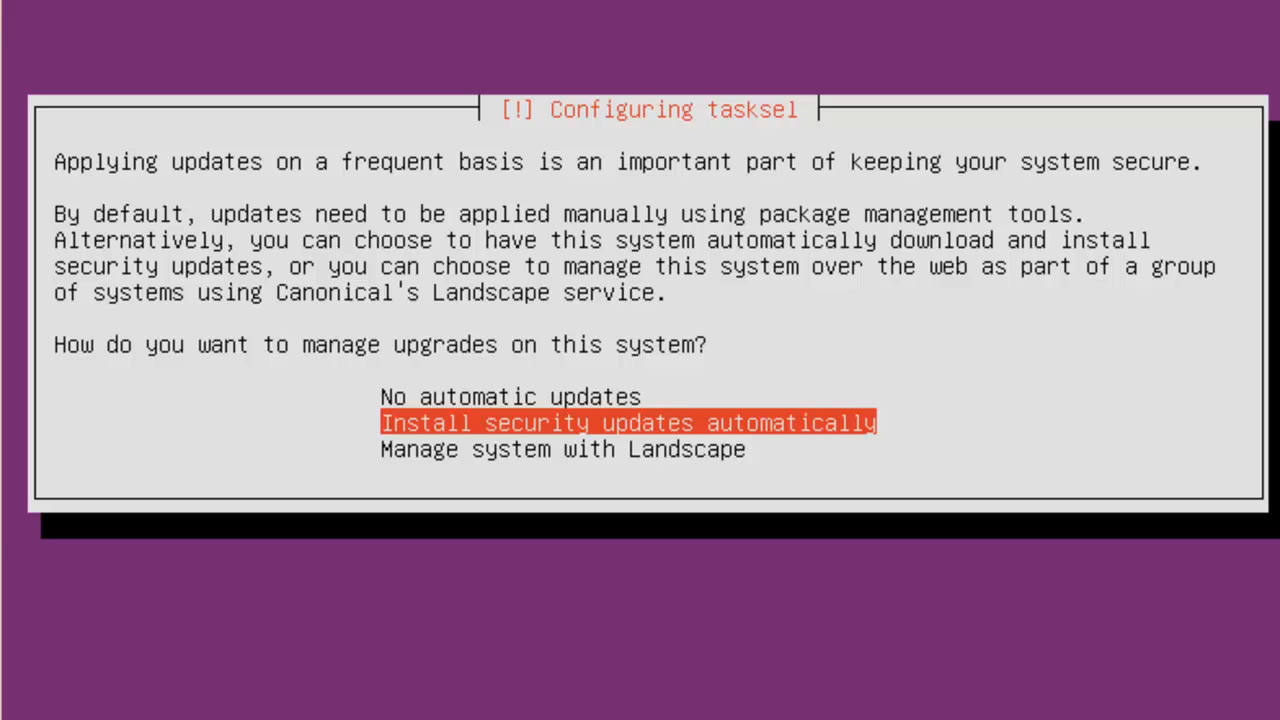 [!] Configuring tasksel
Applying updates on a frequent basis is an important part of keeping your system secure.
By default, updates need to be applied manually using package management tools.
Alternatively, you can choose to have this system automatically download and install
security updates, or you can choose to manage this system over the web as part of a group
of systems using Canonical's Landscape service.
How do you want to manage upgrades on this system?
No automatic updates
Install security updates automatically
Manage system with Landscape